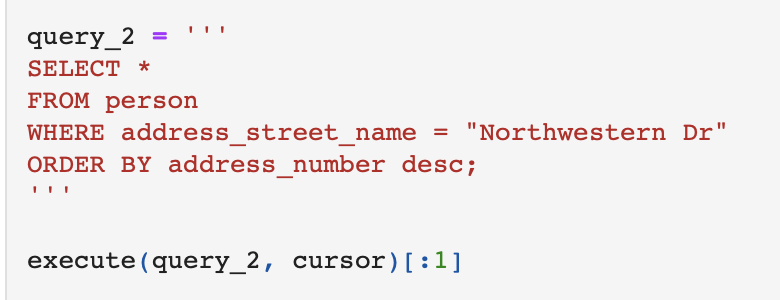 query_2 = '''
SELECT *
FROM person
WHERE address_street_name = "Northwestern Dr"
ORDER BY address_number desc;
'''
execute(query_2, cursor)[:1]